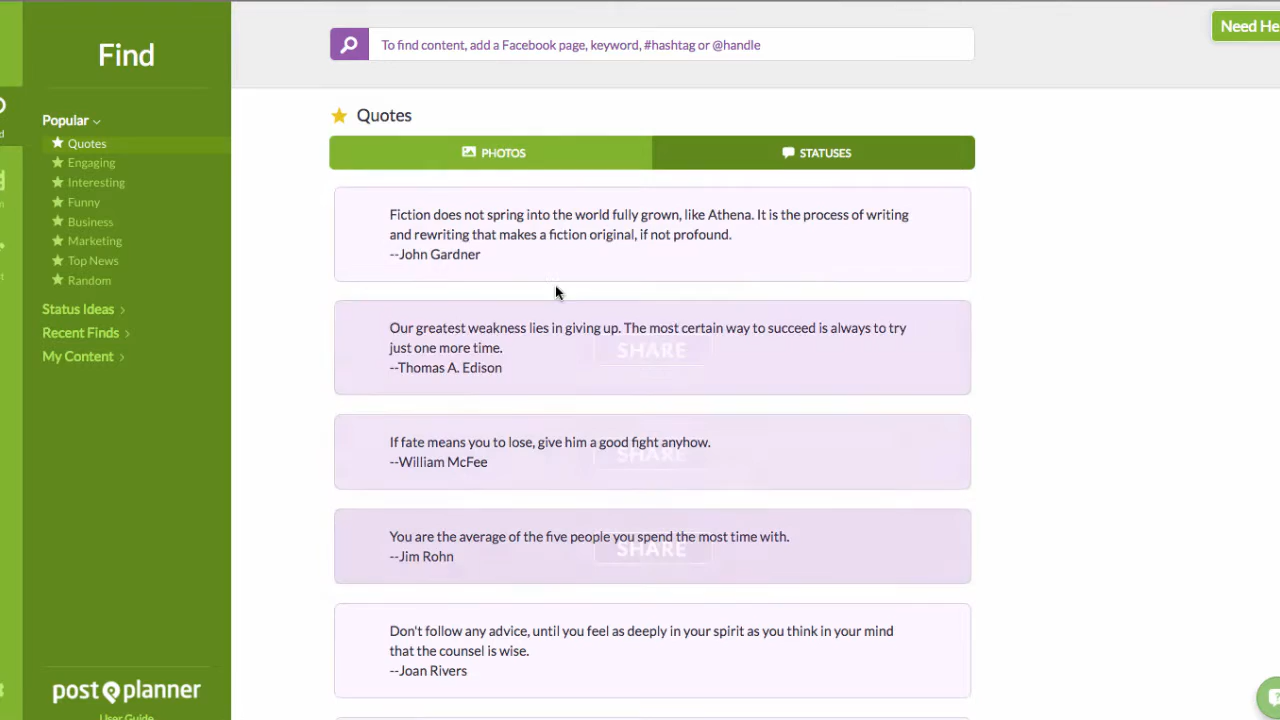 Find
To find content, add a Facebook page, keyword, #hashtag or @handle
Need He
Popular
Quotes
Engaging
Interesting
Funny
Business
Marketing
Top News
Random
Status Ideas
Recent Finds
My Content
post planner
User Guide
Quotes
PHOTOS
STATUSES
Fiction does not spring into the world fully grown, like Athena. It is the process of writing
and rewriting that makes a fiction original, if not profound.
--John Gardner
Our greatest weakness lies in giving up. The most certain way to succeed is always to try
just one more time.
--Thomas A. Edison
SHARE
If fate means you to lose, give him a good fight anyhow.
--William McFee
SHARE
You are the average of the five people you spend the most time with.
--Jim Rohn
SHARE
Don't follow any advice, until you feel as deeply in your spirit as you think in your mind
that the counsel is wise.
--Joan Rivers